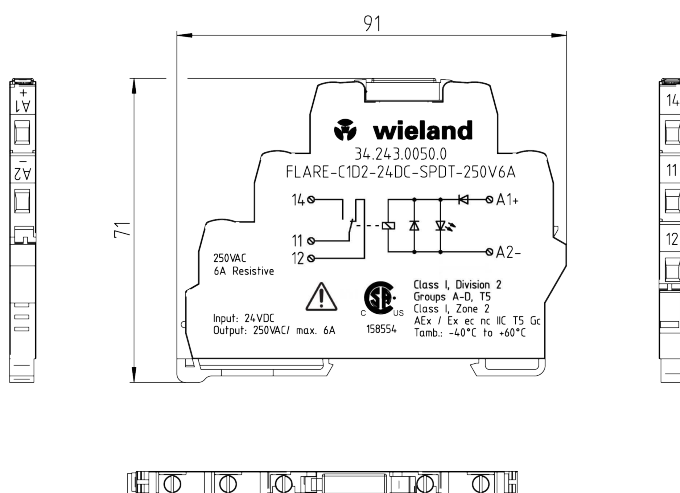 91
71
+
A1
−
A2
wieland
34.243.0050.0
FLARE-C1D2-24DC-SPDT-250V6A
14
A1+
11
12
A2-
250VAC
6A Resistive
Input: 24VDC
Output: 250VAC/ max. 6A
C US
158554
Class I, Division 2
Groups A-D, T5
Class I, Zone 2
AEx / Ex ec nc IIC T5 Gc
Tamb.: -40°C to +60°C
14
11
12